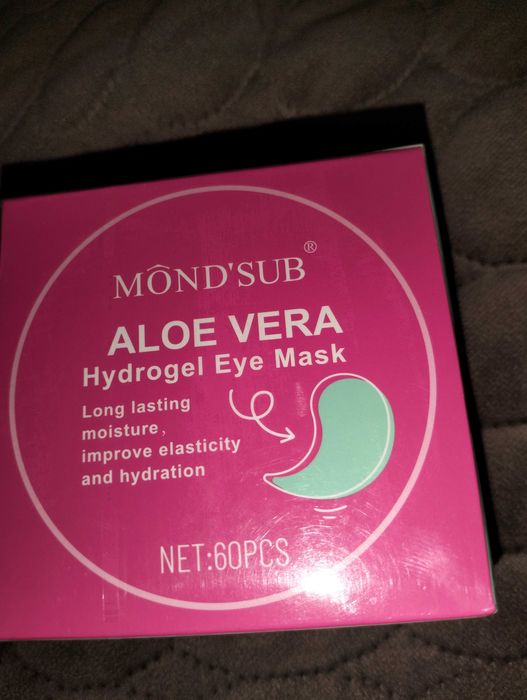 MÔND'SUB®
ALOE VERA
Hydrogel Eye Mask
Long lasting
moisture,
improve elasticity
and hydration
NET:60PCS